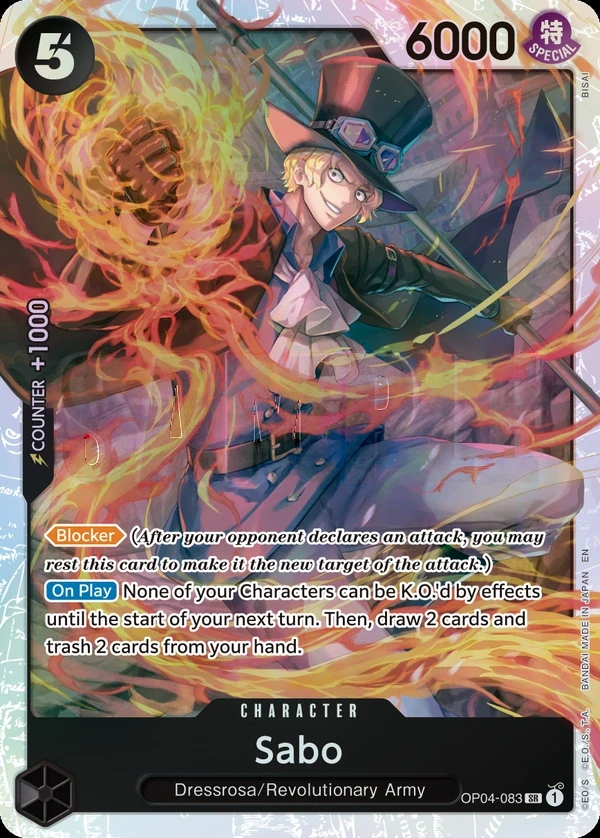 5
6000
特
SPECIAL
BISAI
COUNTER +1000
Blocker (After your opponent declares an attack, you may
rest this card to make it the new target of the attack.)
On Play None of your Characters can be K.O.'d by effects
until the start of your next turn. Then, draw 2 cards and
trash 2 cards from your hand.
CHARACTER
Sabo
Dressrosa/Revolutionary Army
OP04-083 SR 1
©E.O/S ©E.O./S., T.A. BANDAI MADE IN JAPAN EN